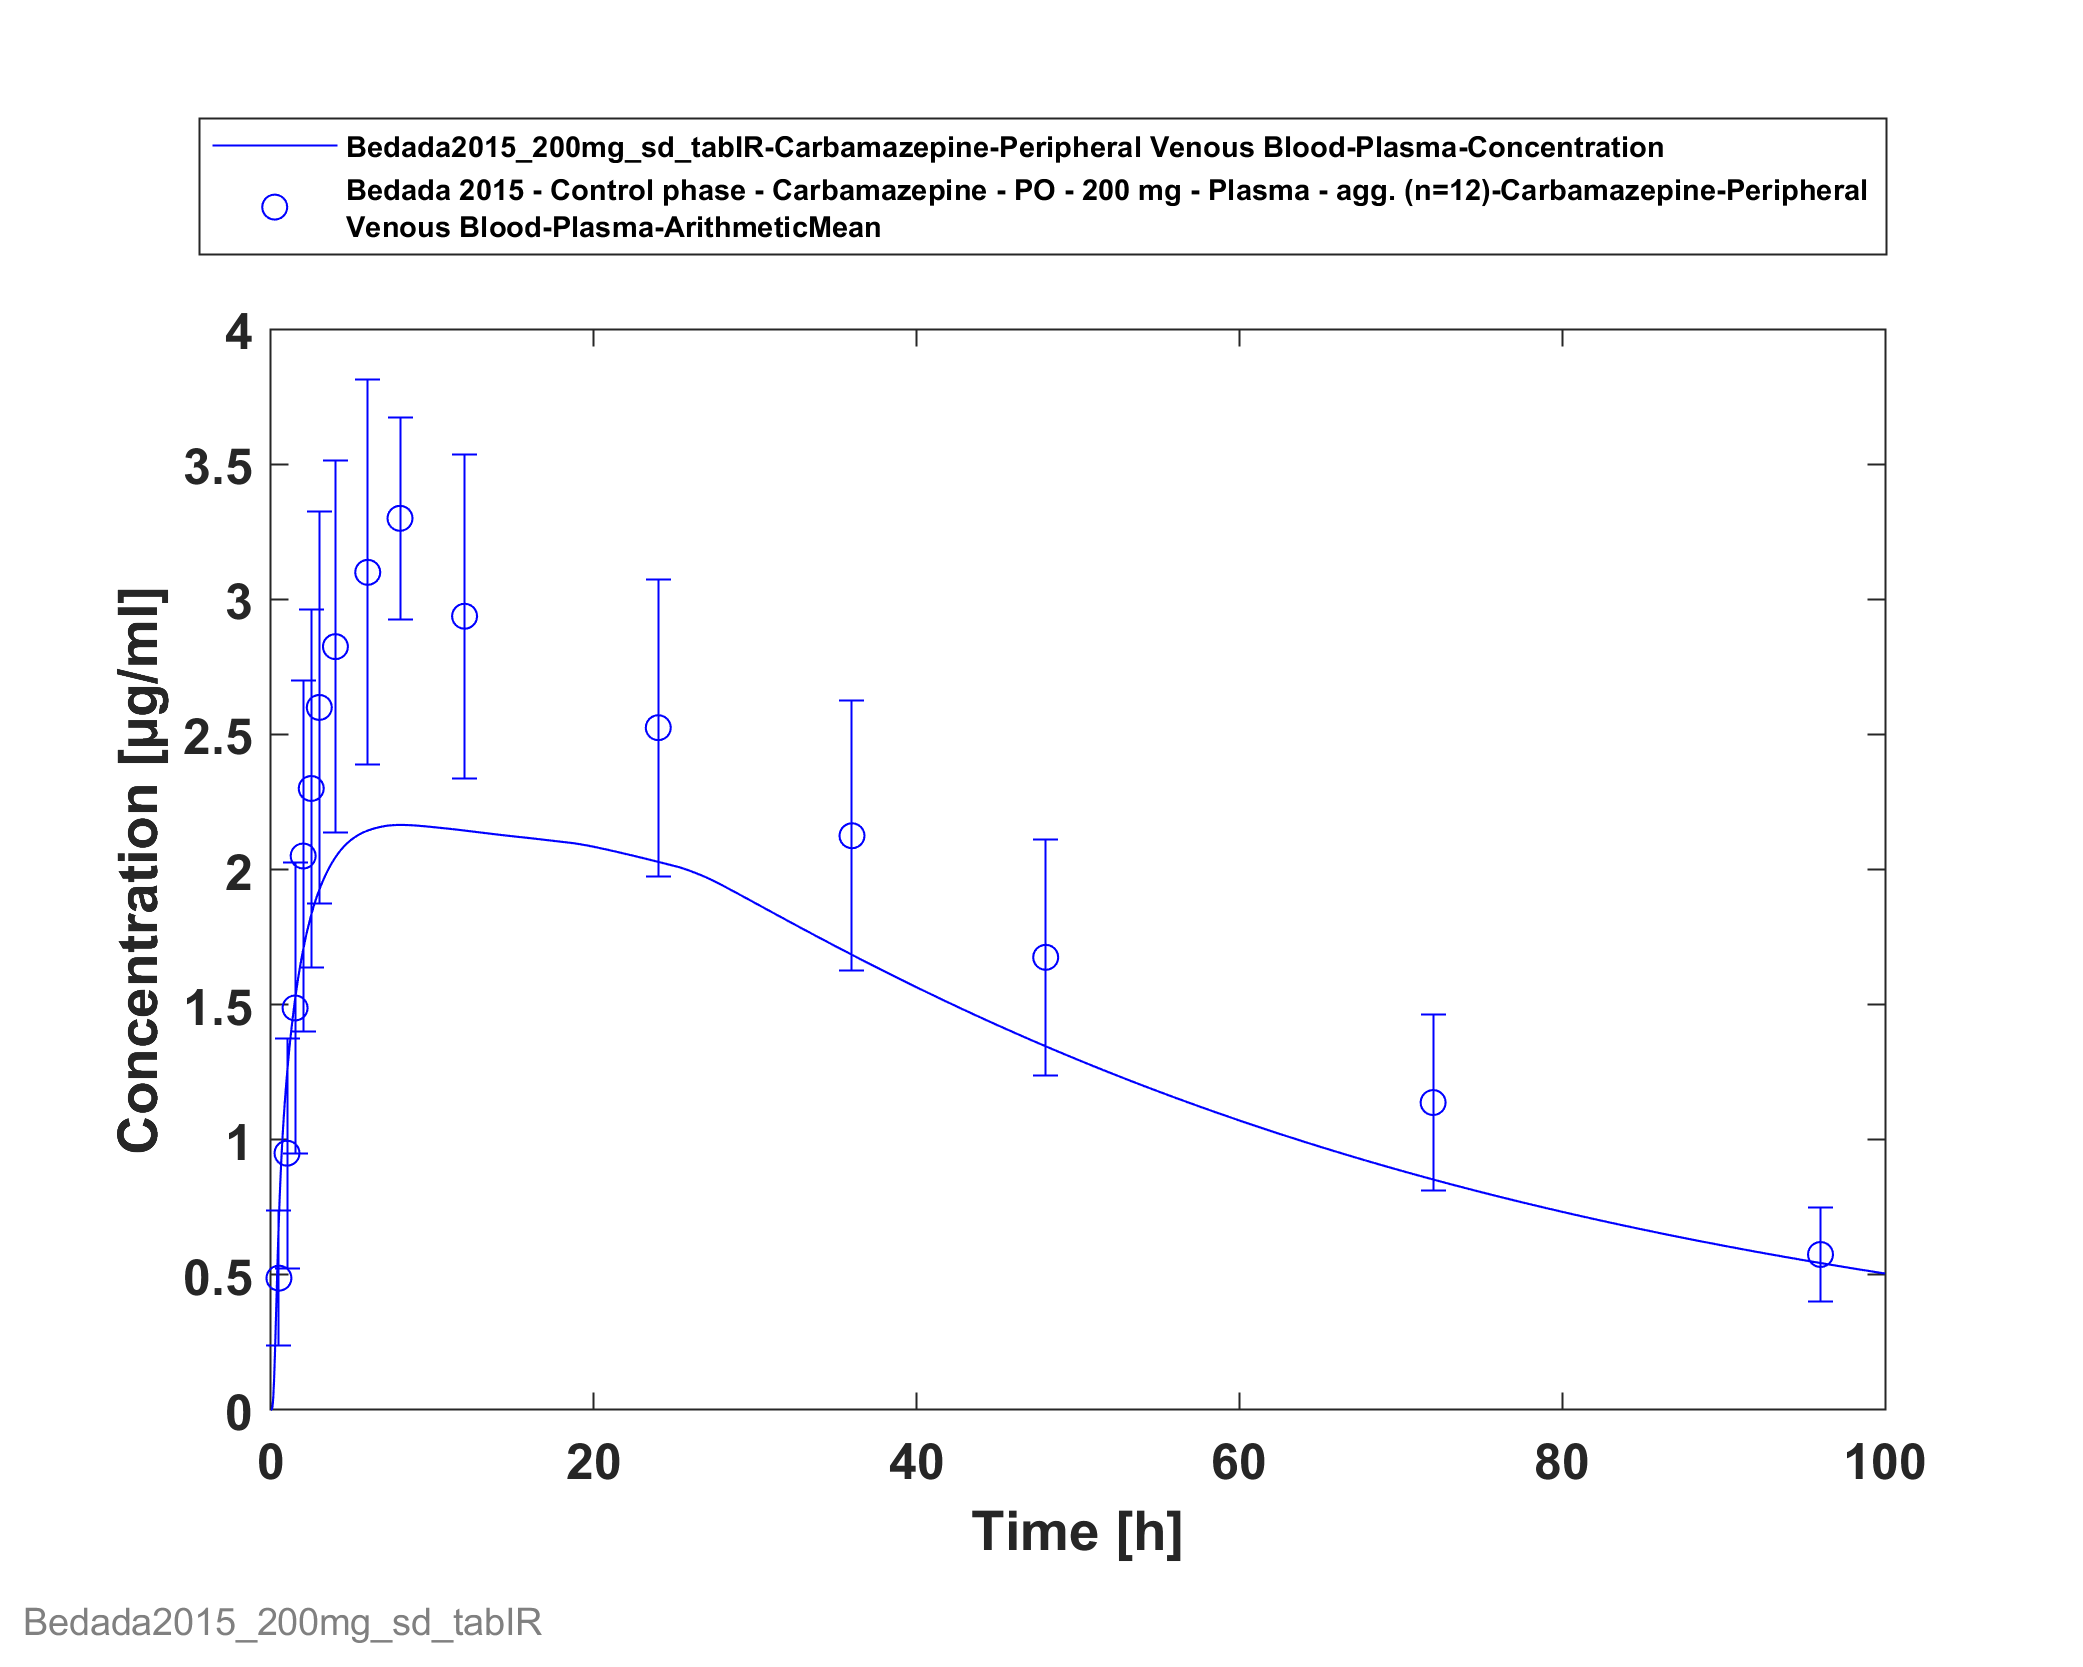 Bedada2015_200mg_sd_tabIR-Carbamazepine-Peripheral Venous Blood-Plasma-Concentration
Bedada 2015 - Control phase - Carbamazepine - PO - 200 mg - Plasma - agg. (n=12)-Carbamazepine-Peripheral
Venous Blood-Plasma-ArithmeticMean
4
3.5
3
2.5
2
1.5
1
0.5
0
Concentration [µg/ml]
0 20 40 60 80 100
Time [h]
Bedada2015_200mg_sd_tabIR